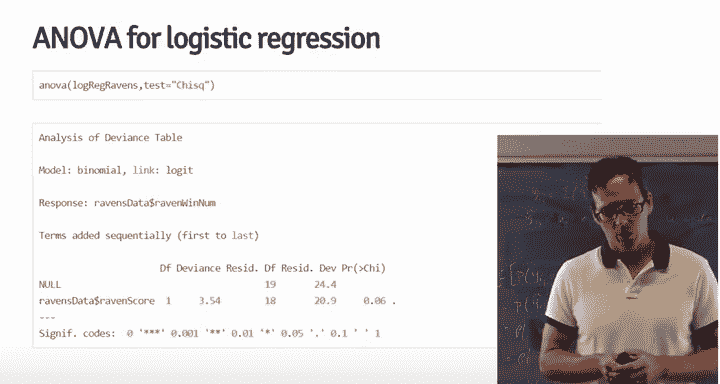 ANOVA for logistic regression
anova(logRegRavens,test="Chisq")
Analysis of Deviance Table
Model: binomial, link: logit
Response: ravensData$ravenWinNum
Terms added sequentially (first to last)
Df Deviance Resid. Df Resid. Dev Pr(>Chi)
NULL 19 24.4
ravensData$ravenScore 1 3.54 18 20.9 0.06 .
---
Signif. codes: 0 '***' 0.001 '**' 0.01 '*' 0.05 '.' 0.1 ' ' 1